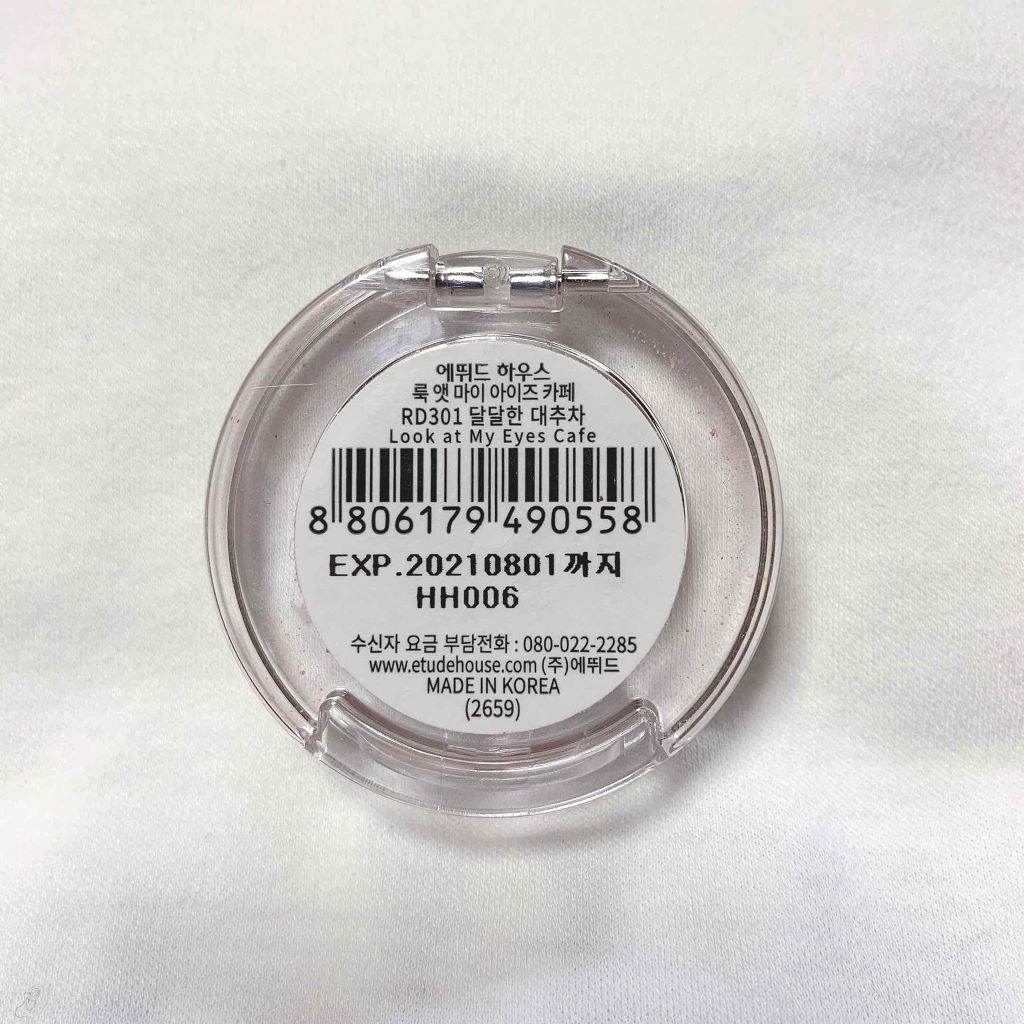 에뛰드 하우스
룩 앳 마이 아이즈 카페
RD301 달달한 대추차
Look at My Eyes Cafe
8 806179 490558
EXP.20210801까지
HH006
수신자 요금 부담전화 : 080-022-2285
www.etudehouse.com (주)에뛰드
MADE IN KOREA
(2659)